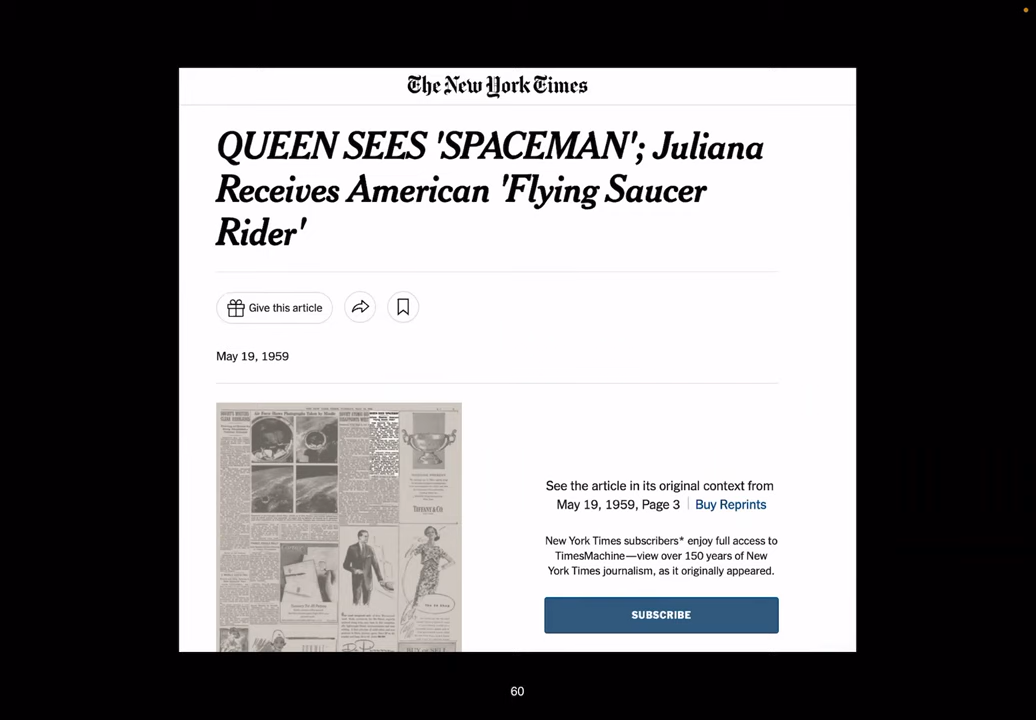 The New York Times
QUEEN SEES 'SPACEMAN'; Juliana
Receives American 'Flying Saucer
Rider'
Give this article
May 19, 1959
See the article in its original context from
May 19, 1959, Page 3 | Buy Reprints
New York Times subscribers* enjoy full access to
TimesMachine—view over 150 years of New
York Times journalism, as it originally appeared.
SUBSCRIBE
TIFFANY & CO
60